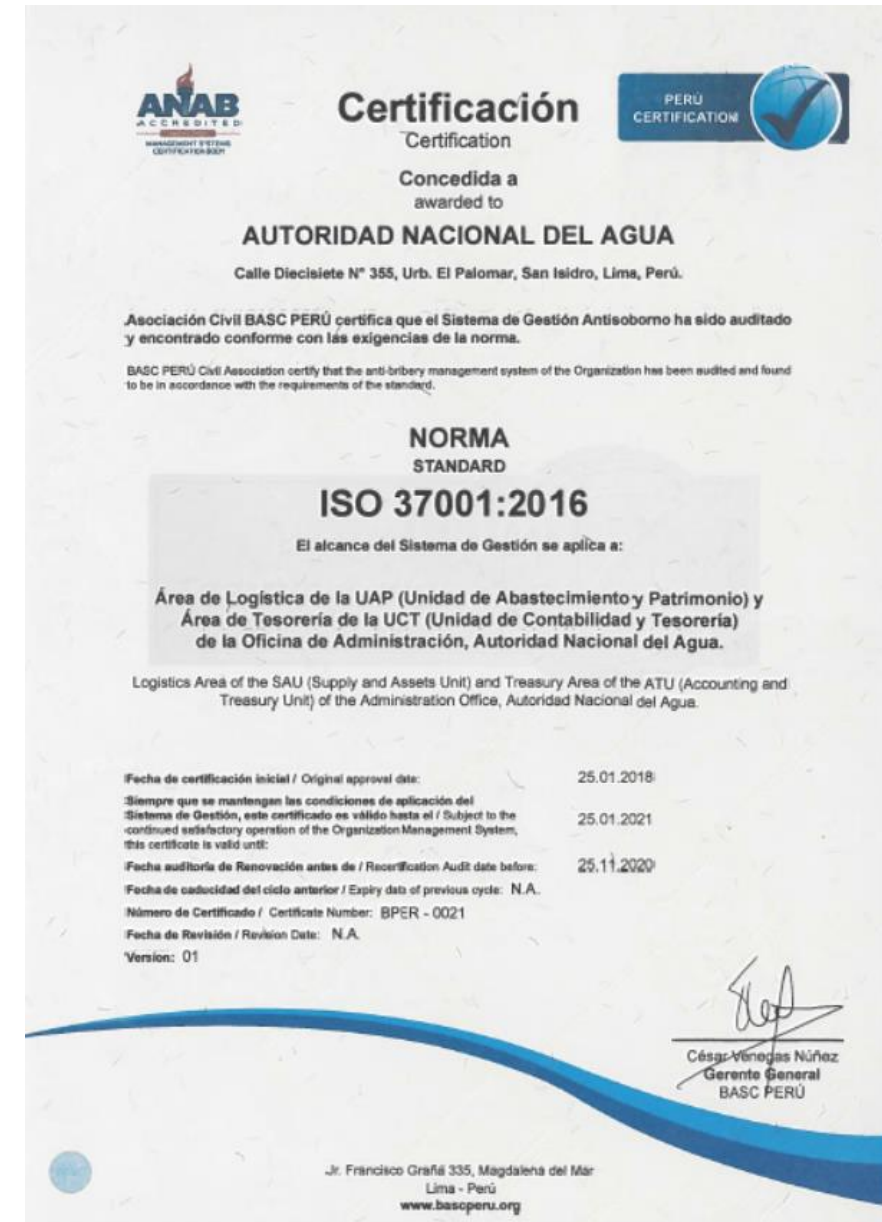 ANAB
ACCREDITED
MANAGEMENT SYSTEMS
CERTIFICATION BODY
Certificación
Certification
PERÚ
CERTIFICATION
Concedida a
awarded to
AUTORIDAD NACIONAL DEL AGUA
Calle Diecisiete N° 355, Urb. El Palomar, San Isidro, Lima, Perú.
Asociación Civil BASC PERÚ certifica que el Sistema de Gestión Antisoborno ha sido auditado
y encontrado conforme con las exigencias de la norma.
BASC PERÚ Civil Association certify that the anti-bribery management system of the Organization has been audited and found
to be in accordance with the requirements of the standard.
NORMA
STANDARD
ISO 37001:2016
El alcance del Sistema de Gestión se aplica a:
Área de Logística de la UAP (Unidad de Abastecimiento y Patrimonio) y
Área de Tesorería de la UCT (Unidad de Contabilidad y Tesorería)
de la Oficina de Administración, Autoridad Nacional del Agua.
Logistics Area of the SAU (Supply and Assets Unit) and Treasury Area of the ATU (Accounting and
Treasury Unit) of the Administration Office, Autoridad Nacional del Agua.
Fecha de certificación inicial / Original approval date: 25.01.2018
Siempre que se mantengan las condiciones de aplicación del
Sistema de Gestión, este certificado es válido hasta el / Subject to the
continued satisfactory operation of the Organization Management System,
this certificate is valid until: 25.01.2021
Fecha auditoría de Renovación antes de / Recertification Audit date before: 25.11.2020
Fecha de caducidad del ciclo anterior / Expiry date of previous cycle: N.A.
Número de Certificado / Certificate Number: BPER - 0021
Fecha de Revisión / Revision Date: N.A.
Version: 01
César Venegas Núñez
Gerente General
BASC PERÚ
Jr. Francisco Graña 335, Magdalena del Mar
Lima - Perú
www.bascperu.org